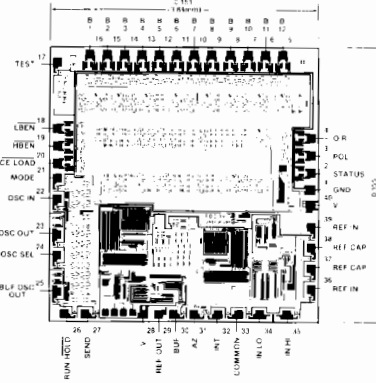 B B B B B B B B B B B B
1 2 3 4 5 6 7 8 9 10 11 12
16 15 14 13 12 11 10 9 8 7 6 5
17
TEST
18
LBEN
19
HBEN
20
CE LOAD
21
MODE
22
OSC IN
23
OSC OUT
24
OSC SEL
25
BUF OSC
OUT
4
OR
3
POL
2
STATUS
1
GND
40
V
39
REF IN
38
REF CAP
37
REF CAP
36
REF IN
26 27 28 29 30 31 32 33 34 35
RUN HOLD
SEND
V
REF OUT
BUF
AZ
INT
COMMON
IN LO
IN HI